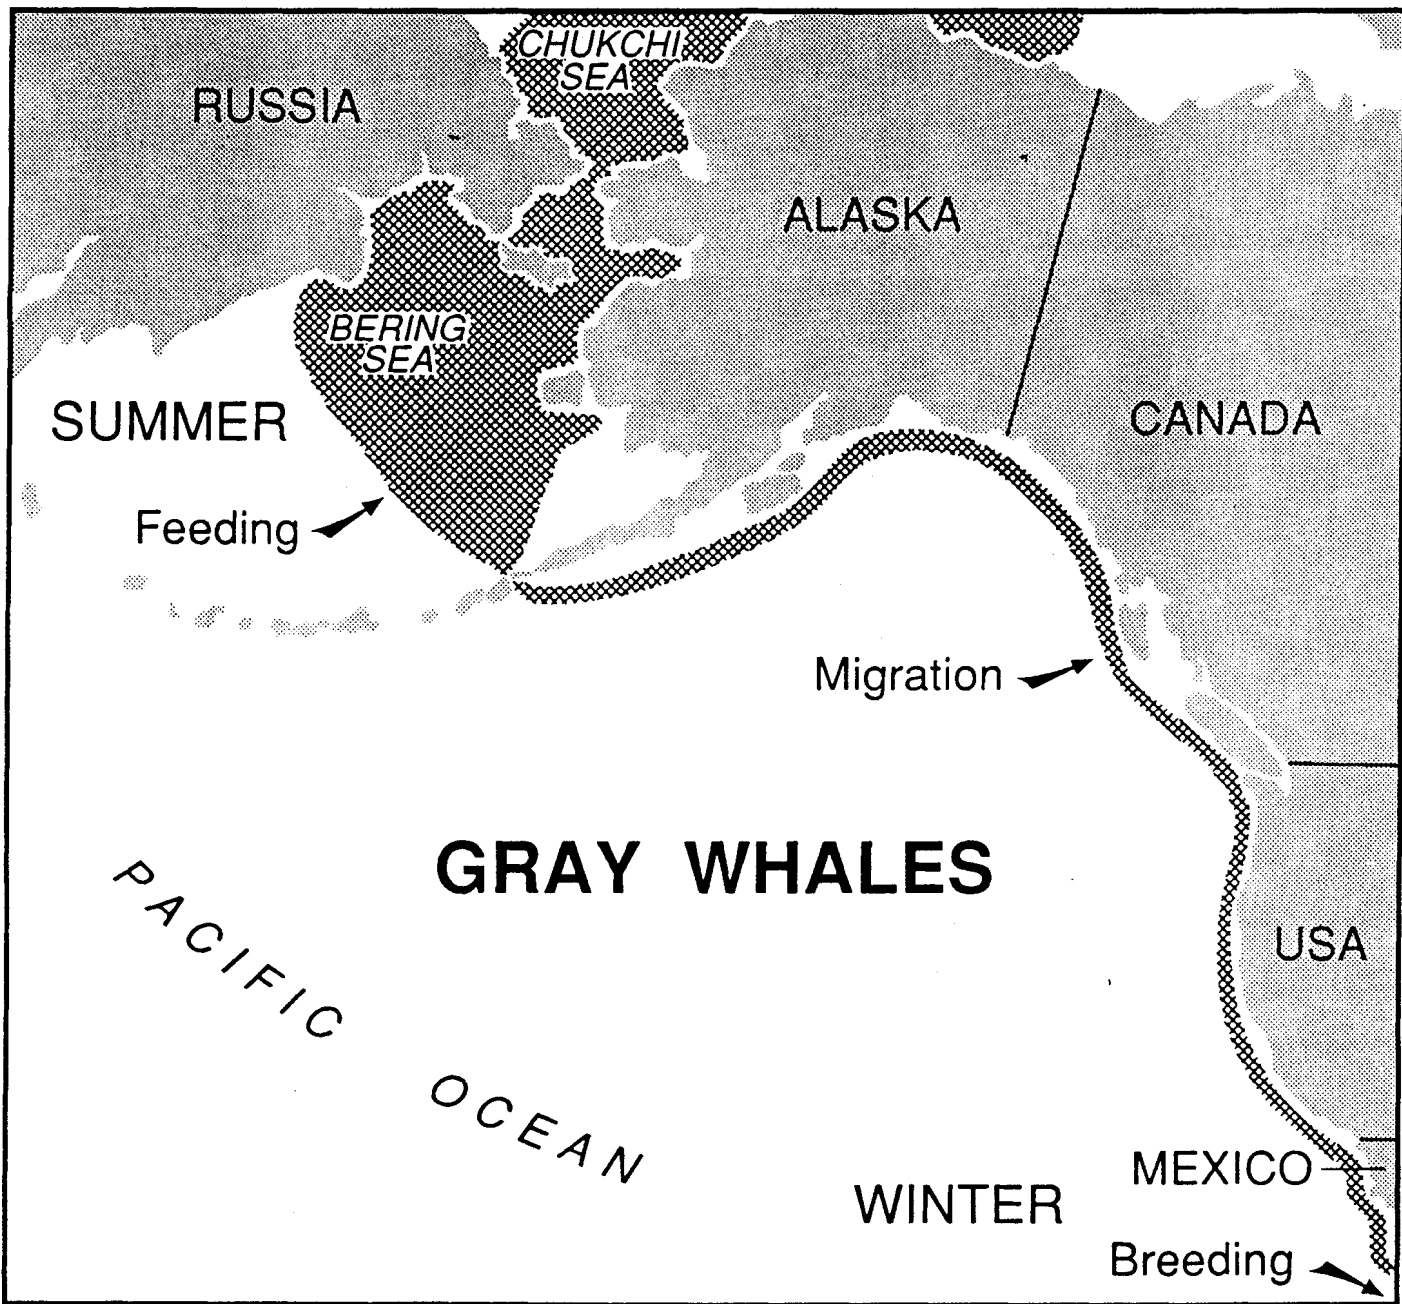 CHUKCHI
SEA
RUSSIA
ALASKA
BERING
SEA
SUMMER
CANADA
Feeding
Migration
GRAY WHALES
PACIFIC OCEAN
USA
MEXICO
WINTER
Breeding